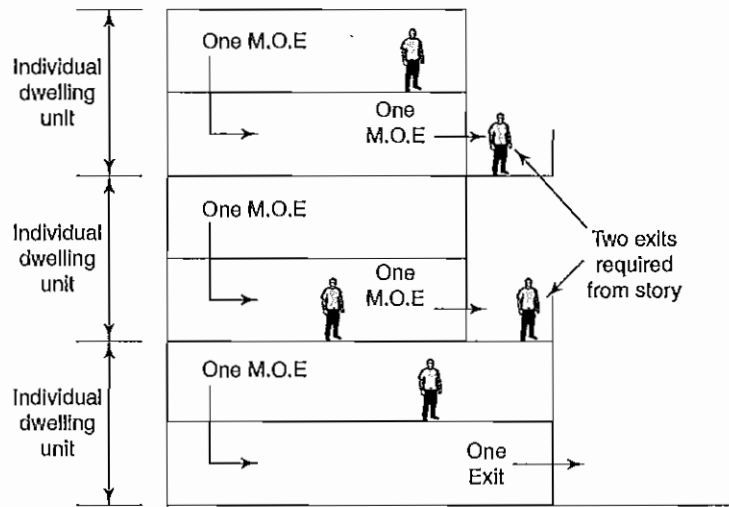 One M.O.E
Individual
dwelling
unit
One
M.O.E
One M.O.E
Individual
dwelling
unit
One
M.O.E
Two exits
required
from story
One M.O.E
Individual
dwelling
unit
One
Exit